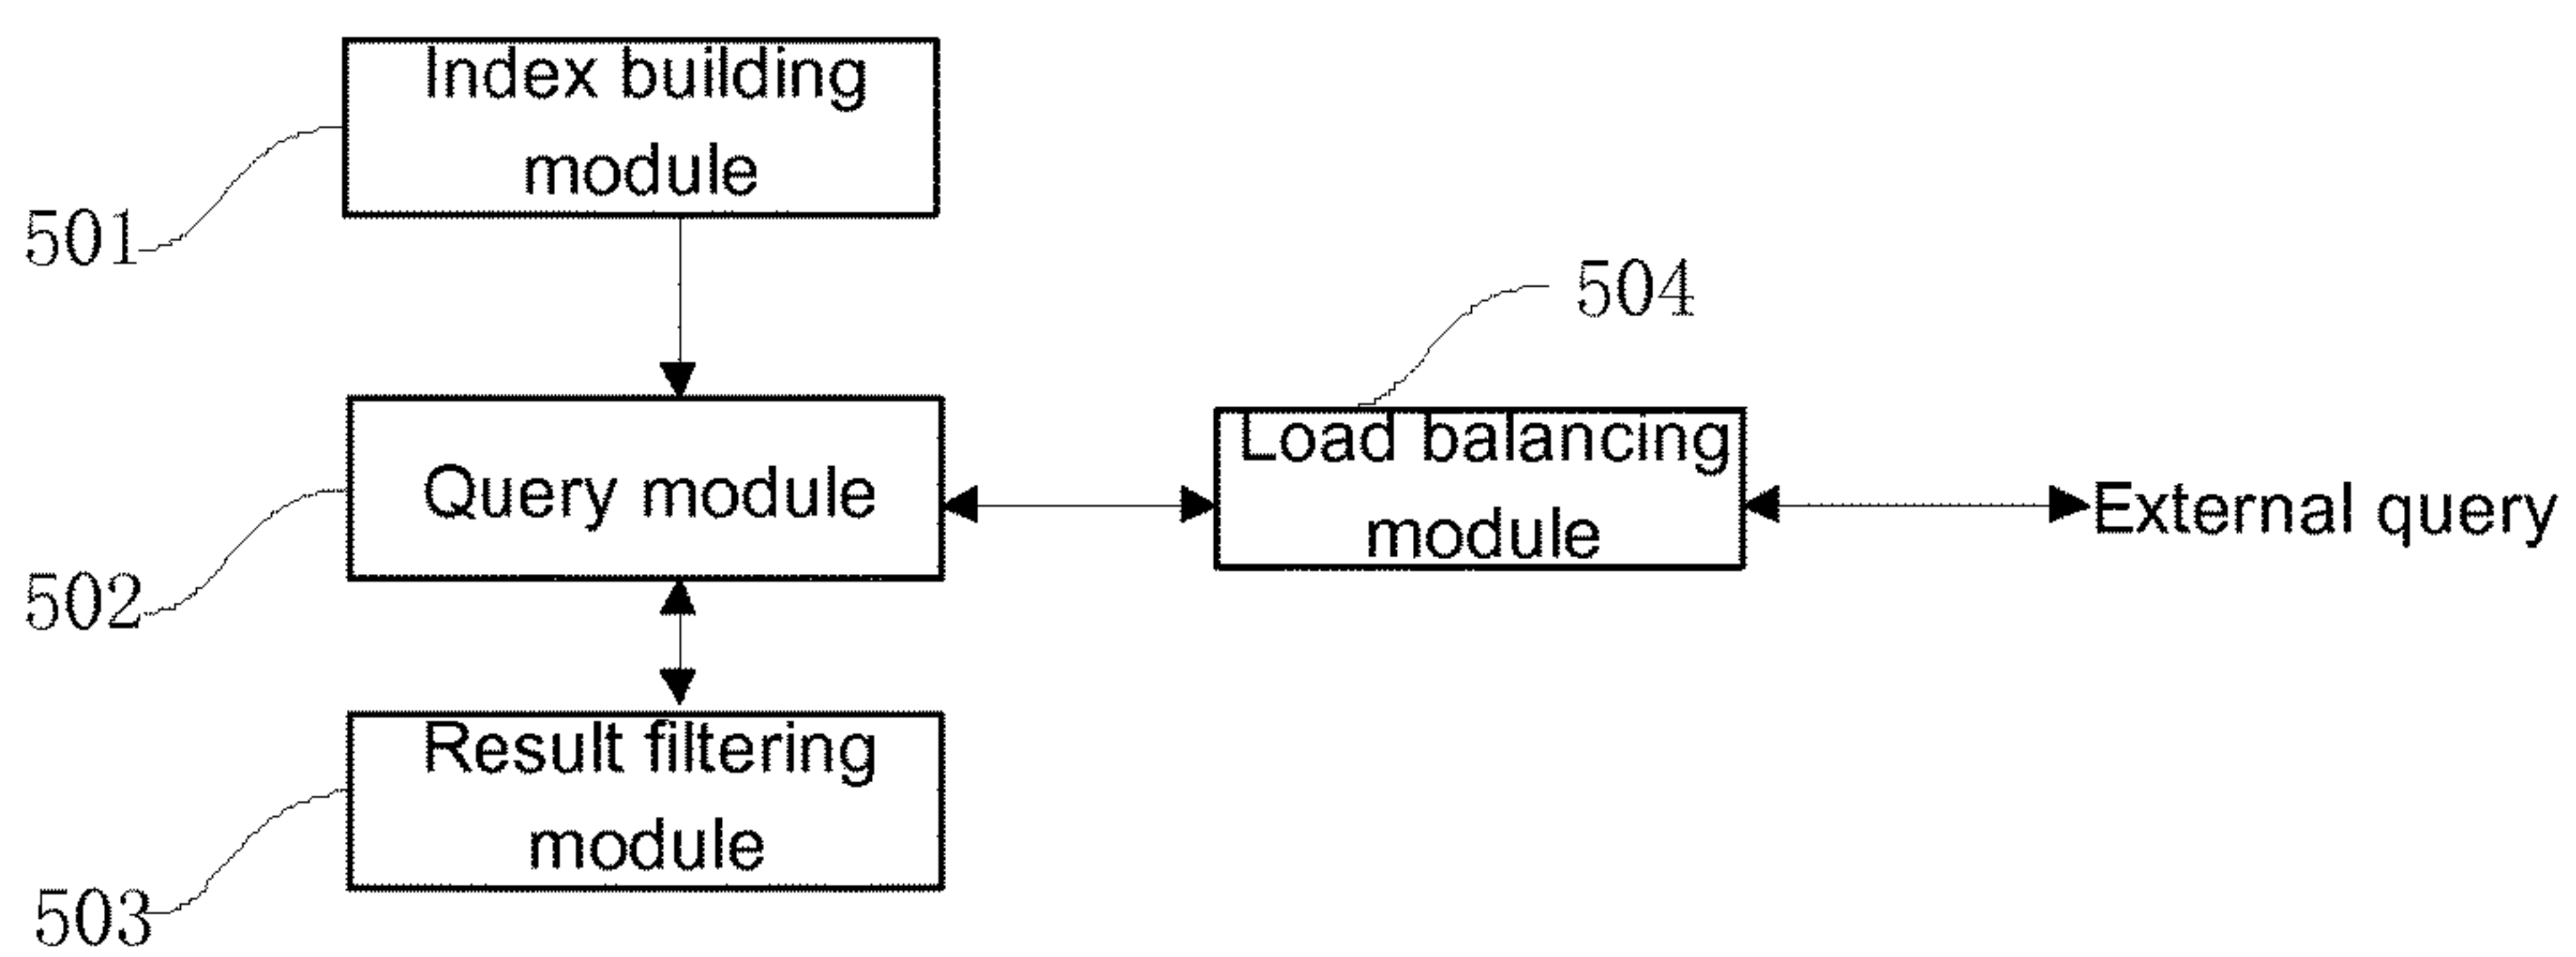 Index building
module
501
504
Load balancing
module
Query module
External query
502
Result filtering
module
503